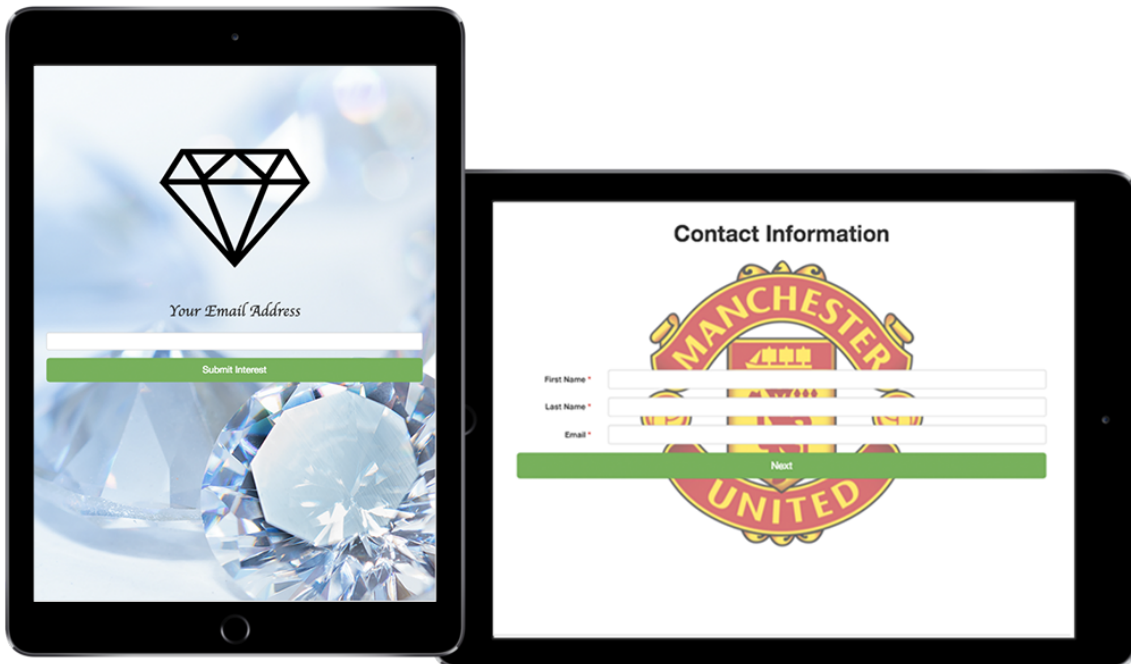 Your Email Address
Submit Interest
Contact Information
MANCHESTER
First Name *
Last Name *
Email *
Next
UNITED